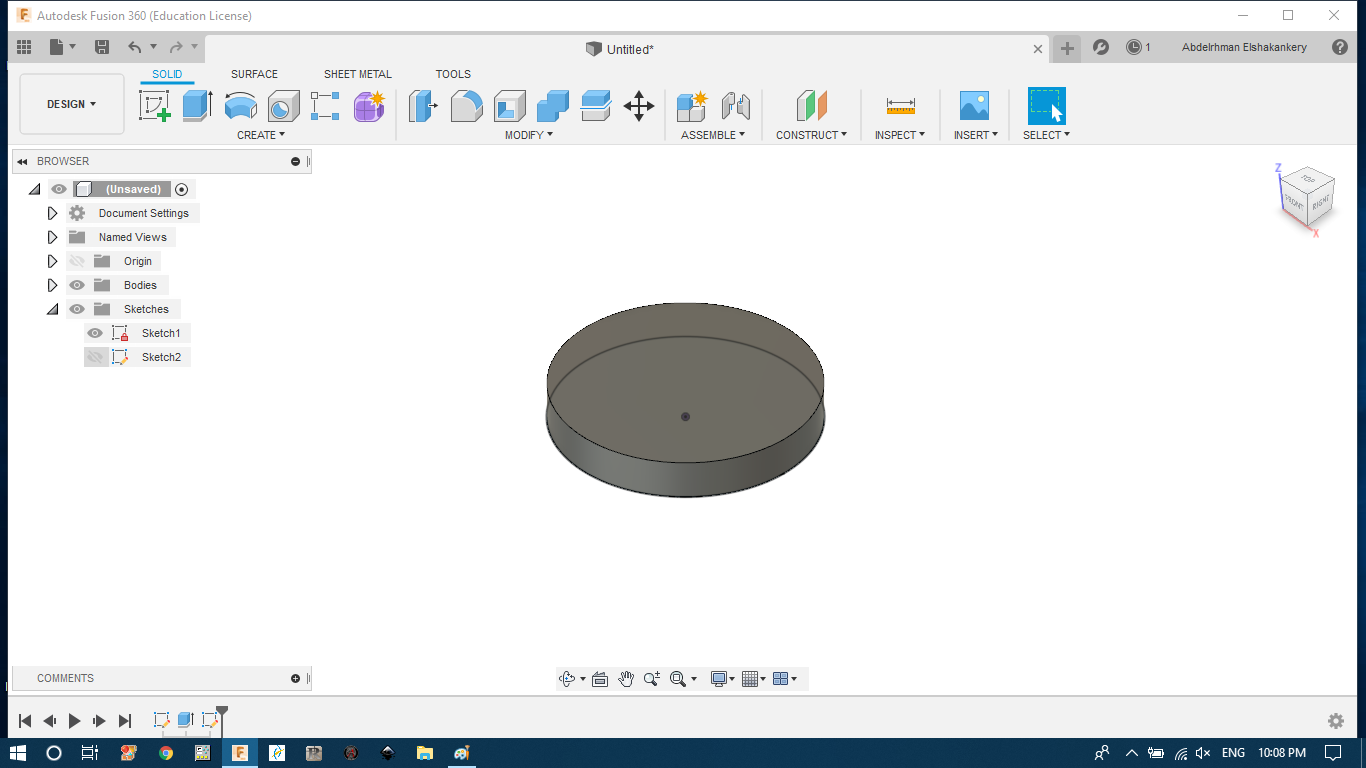 Autodesk Fusion 360 (Education License)
Untitled*
1
Abdelrhman Elshakankery
SOLID
SURFACE
SHEET METAL
TOOLS
DESIGN
CREATE
MODIFY
ASSEMBLE
CONSTRUCT
INSPECT
INSERT
SELECT
BROWSER
(Unsaved)
Document Settings
Named Views
Origin
Bodies
Sketches
Sketch1
Sketch2
Z
TOP
FRONT
RIGHT
X
COMMENTS
ENG
10:08 PM